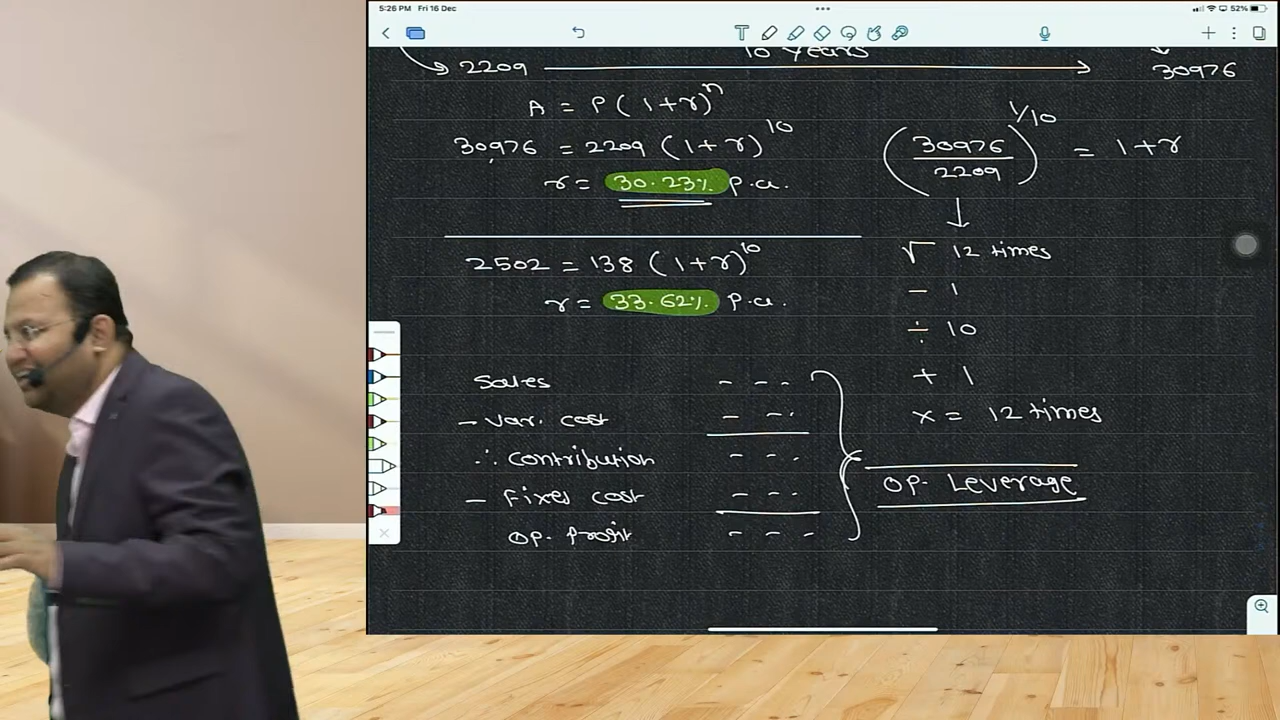 5:26 PM Fri 16 Dec
52%
10 Years
2209
30976
A = P(1+r)^n
30976 = 2209 (1+r)^10
r = 30.23% p.a.
(30976/2209)^1/10 = 1+r
√ 12 times
- 1
÷ 10
+ 1
x = 12 times
2502 = 138 (1+r)^10
r = 33.62% p.a.
Sales - - -
- Var. cost - - -
∴ Contribution - - -
- Fixes cost - - -
Op. Profit - - -
Op. Leverage